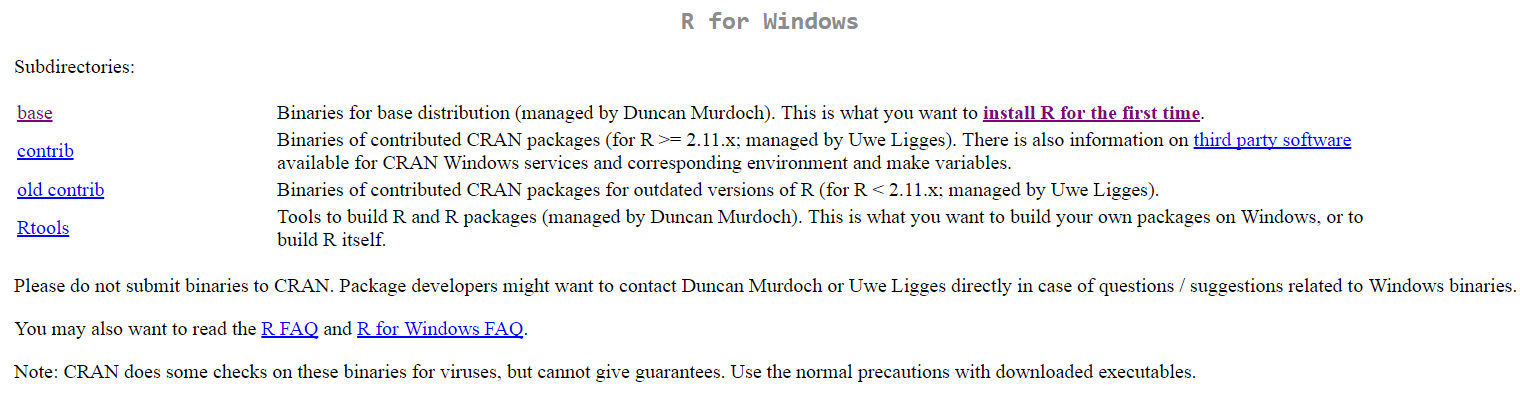 R for Windows
Subdirectories:
base Binaries for base distribution (managed by Duncan Murdoch). This is what you want to install R for the first time.
contrib Binaries of contributed CRAN packages (for R >= 2.11.x; managed by Uwe Ligges). There is also information on third party software
available for CRAN Windows services and corresponding environment and make variables.
old contrib Binaries of contributed CRAN packages for outdated versions of R (for R < 2.11.x; managed by Uwe Ligges).
Rtools Tools to build R and R packages (managed by Duncan Murdoch). This is what you want to build your own packages on Windows, or to
build R itself.
Please do not submit binaries to CRAN. Package developers might want to contact Duncan Murdoch or Uwe Ligges directly in case of questions / suggestions related to Windows binaries.
You may also want to read the R FAQ and R for Windows FAQ.
Note: CRAN does some checks on these binaries for viruses, but cannot give guarantees. Use the normal precautions with downloaded executables.